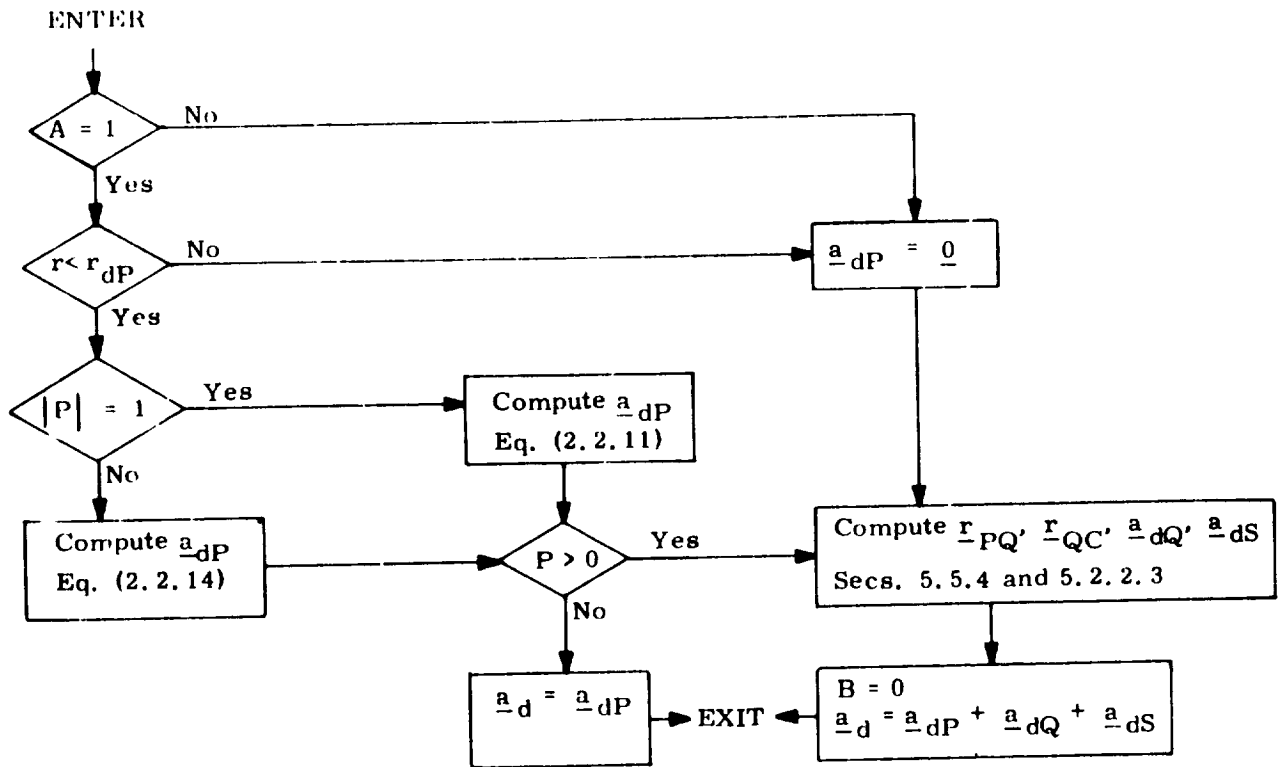 ENTER
A = 1
No
Yes
r< r_dP
No
a_dP = 0
Yes
|P| = 1
Yes
Compute a_dP
Eq. (2.2.11)
No
Compute a_dP
Eq. (2.2.14)
P > 0
Yes
Compute r_PQ, r_QC, a_dQ, a_dS
Secs. 5.5.4 and 5.2.2.3
No
a_d = a_dP
EXIT
B = 0
a_d = a_dP + a_dQ + a_dS